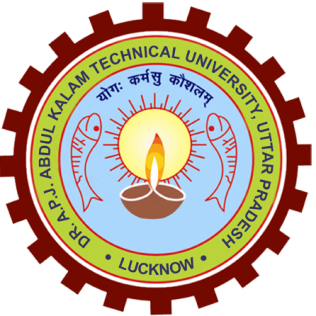 DR. A.P.J. ABDUL KALAM TECHNICAL UNIVERSITY, UTTAR PRADESH
योगः कर्मसु कौशलम्
• LUCKNOW •